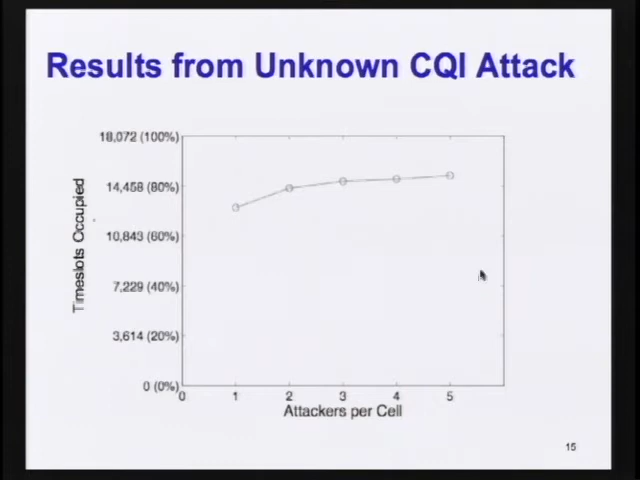 Results from Unknown CQI Attack
18,072 (100%)
14,458 (80%)
10,843 (60%)
7,229 (40%)
3,614 (20%)
0 (0%)
Timeslots Occupied
0 1 2 3 4 5
Attackers per Cell
15